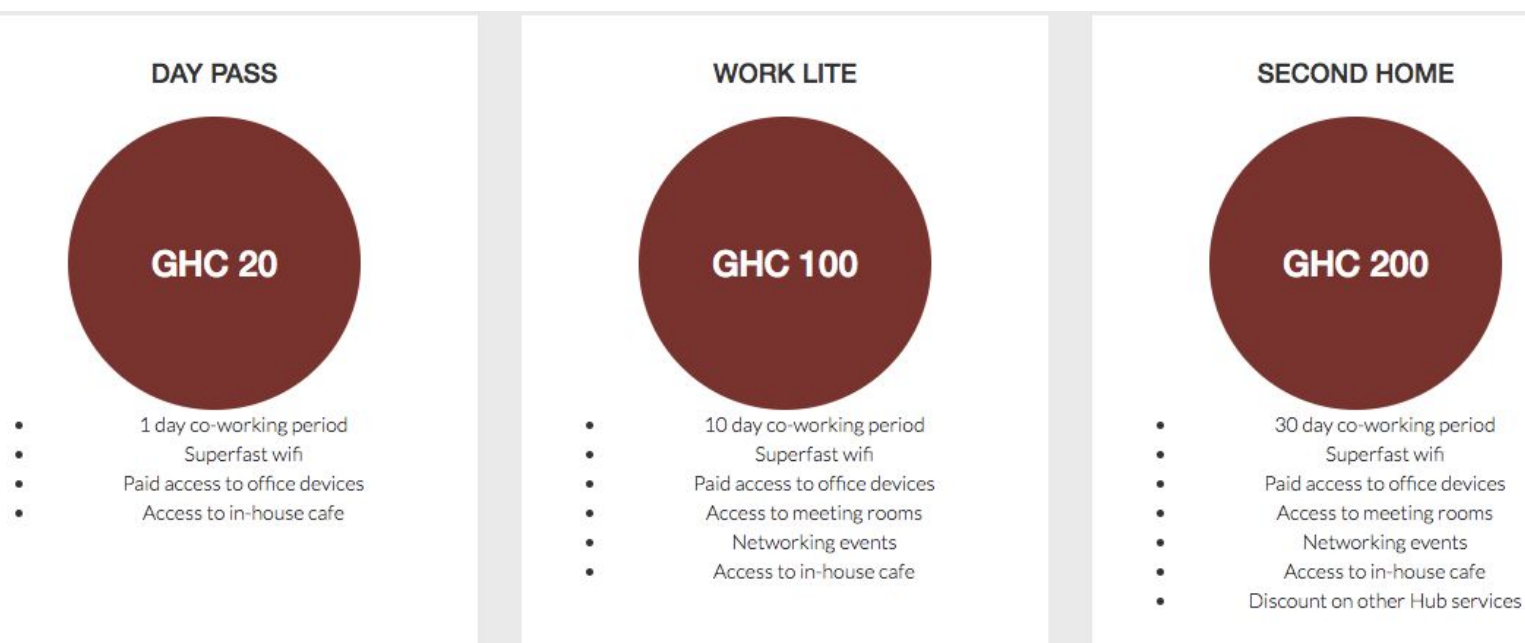 DAY PASS
GHC 20
1 day co-working period
Superfast wifi
Paid access to office devices
Access to in-house cafe
WORK LITE
GHC 100
10 day co-working period
Superfast wifi
Paid access to office devices
Access to meeting rooms
Networking events
Access to in-house cafe
SECOND HOME
GHC 200
30 day co-working period
Superfast wifi
Paid access to office devices
Access to meeting rooms
Networking events
Access to in-house cafe
Discount on other Hub services